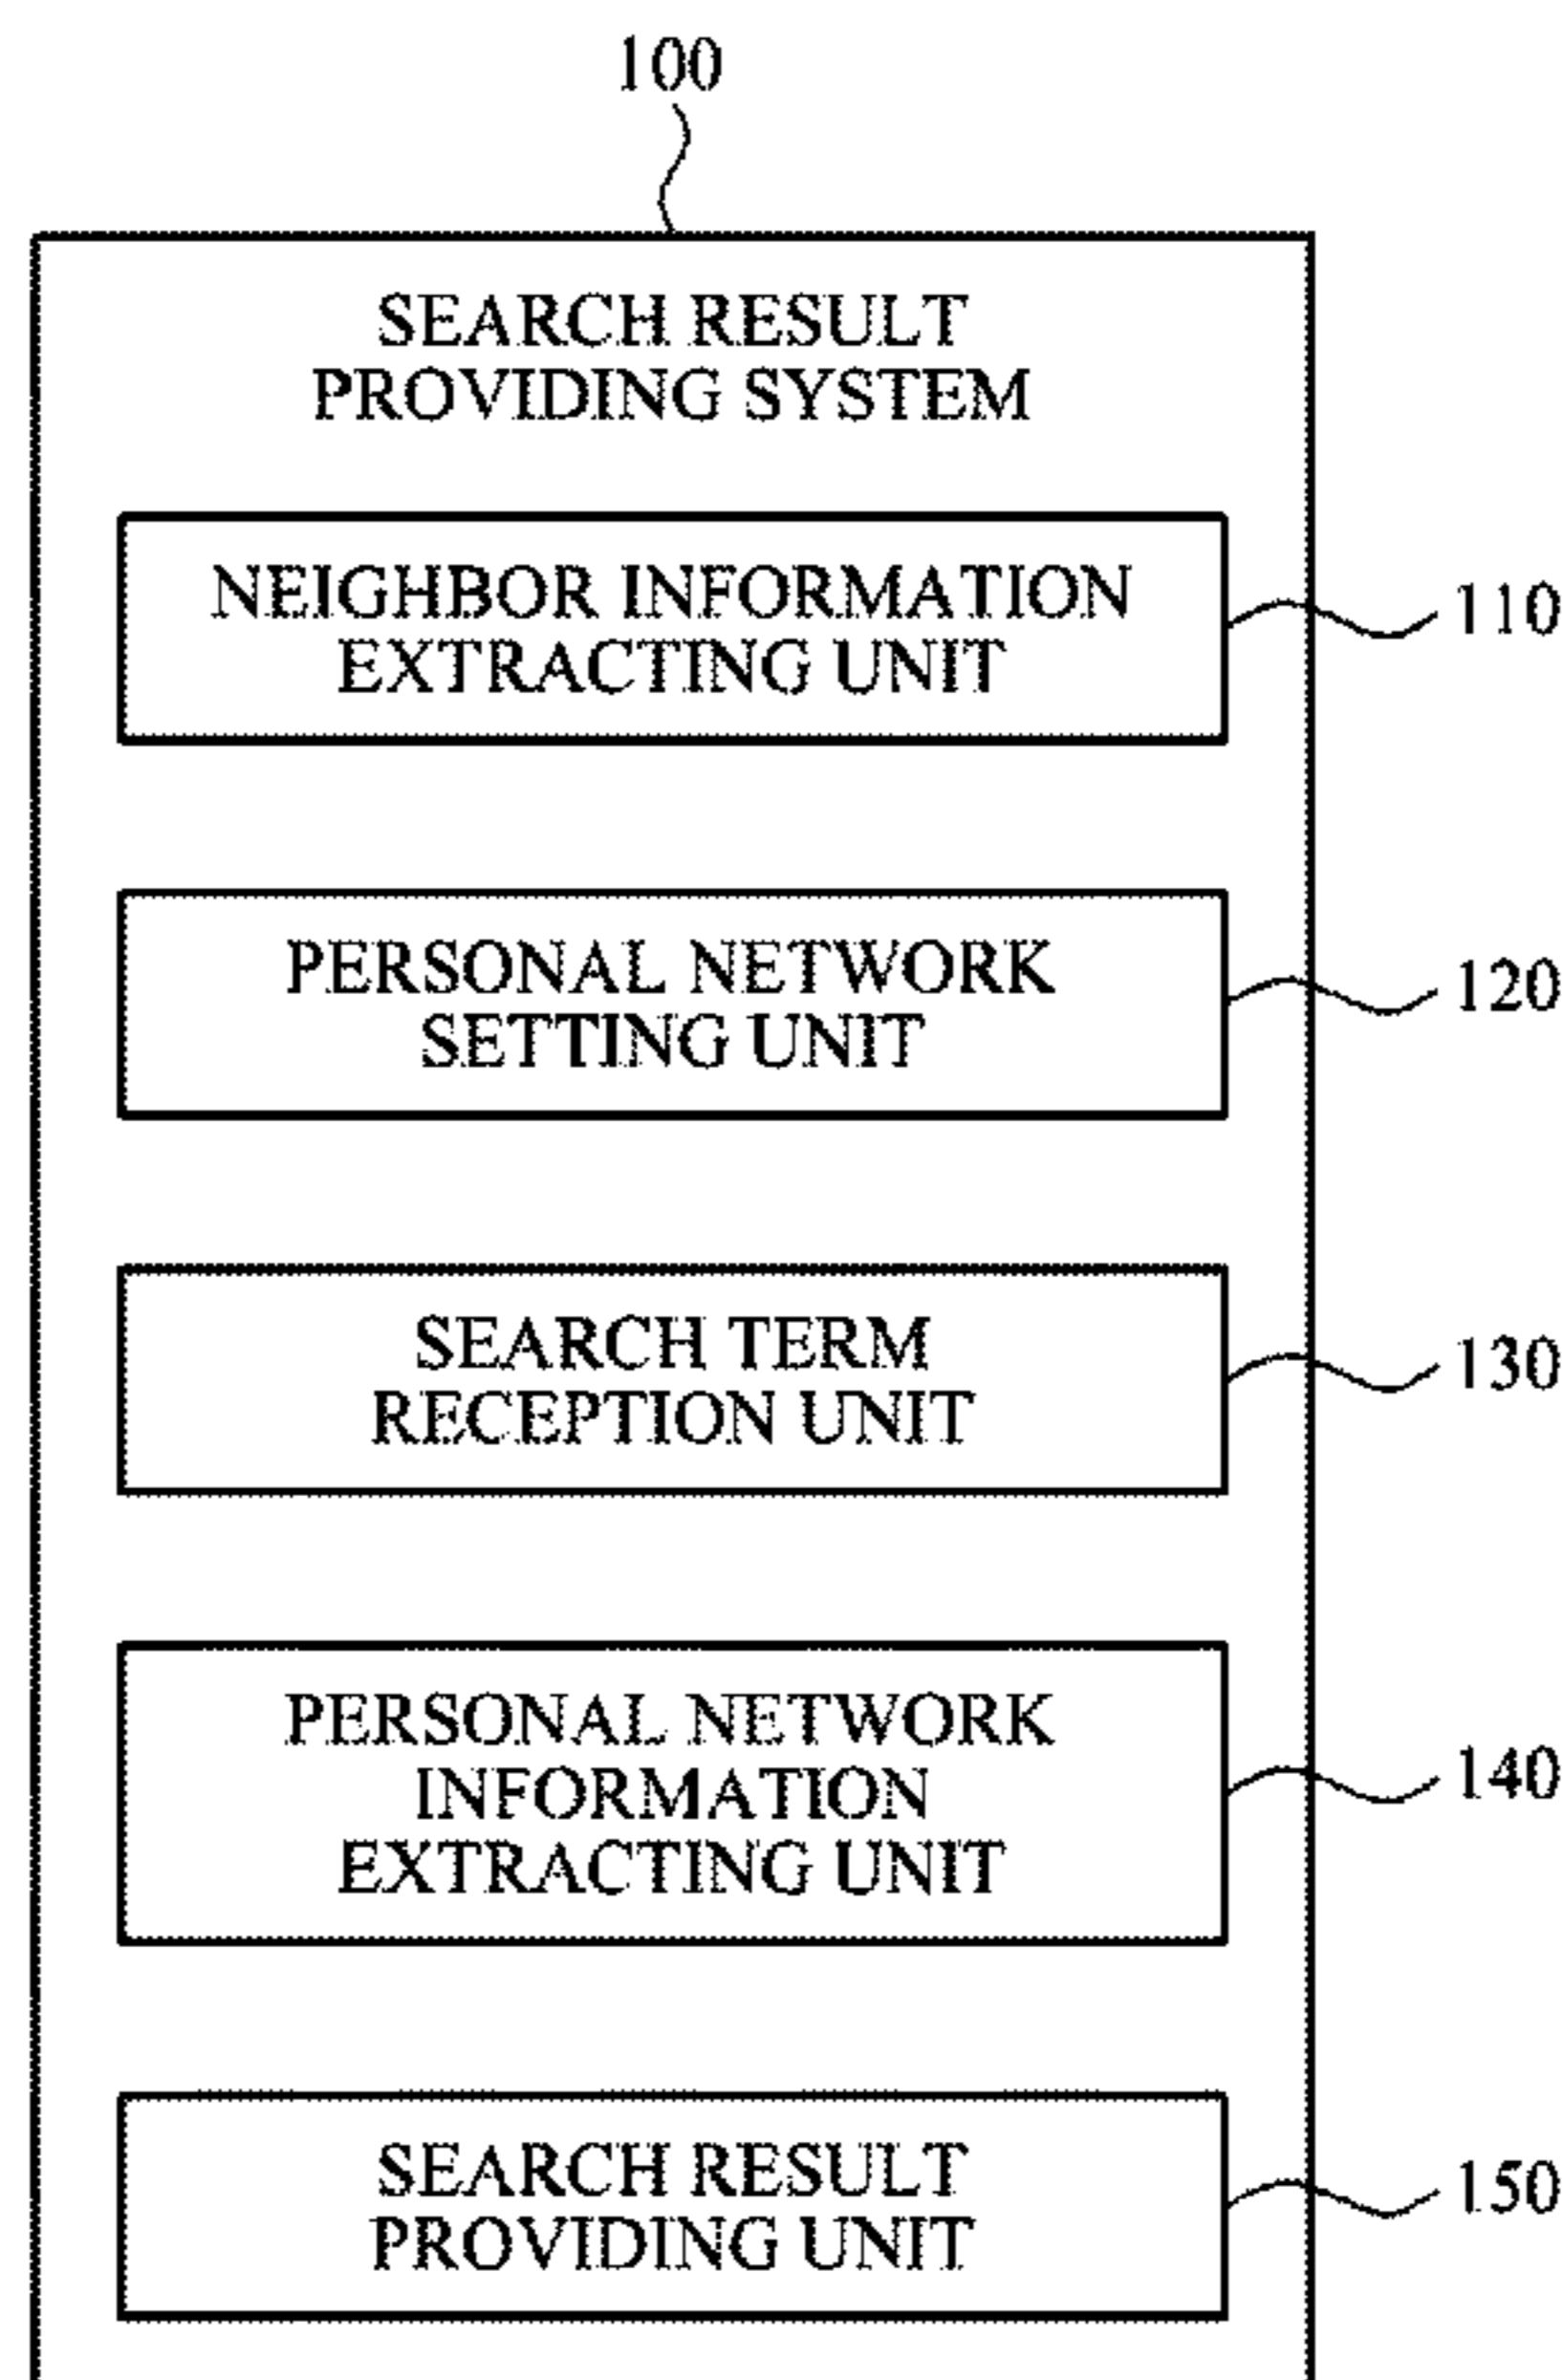 100
SEARCH RESULT
PROVIDING SYSTEM
NEIGHBOR INFORMATION
EXTRACTING UNIT
110
PERSONAL NETWORK
SETTING UNIT
120
SEARCH TERM
RECEPTION UNIT
130
PERSONAL NETWORK
INFORMATION
EXTRACTING UNIT
140
SEARCH RESULT
PROVIDING UNIT
150